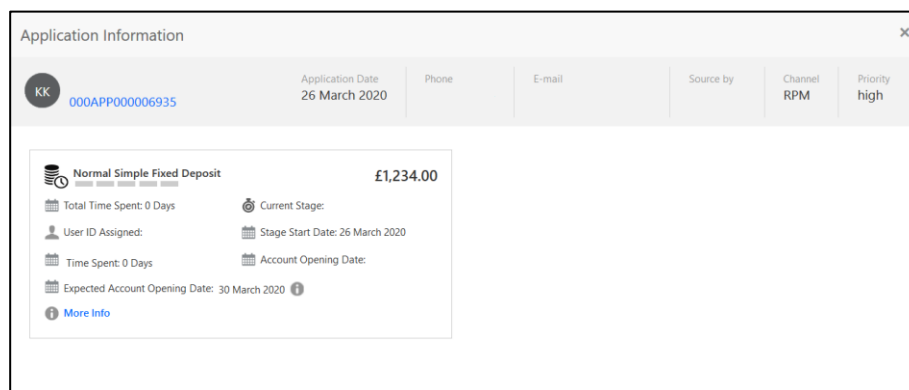 Application Information
×
KK
000APP000006935
Application Date
26 March 2020
Phone
E-mail
Source by
Channel
RPM
Priority
high
Normal Simple Fixed Deposit
£1,234.00
Total Time Spent: 0 Days
Current Stage:
User ID Assigned:
Stage Start Date: 26 March 2020
Time Spent: 0 Days
Account Opening Date:
Expected Account Opening Date: 30 March 2020
More Info